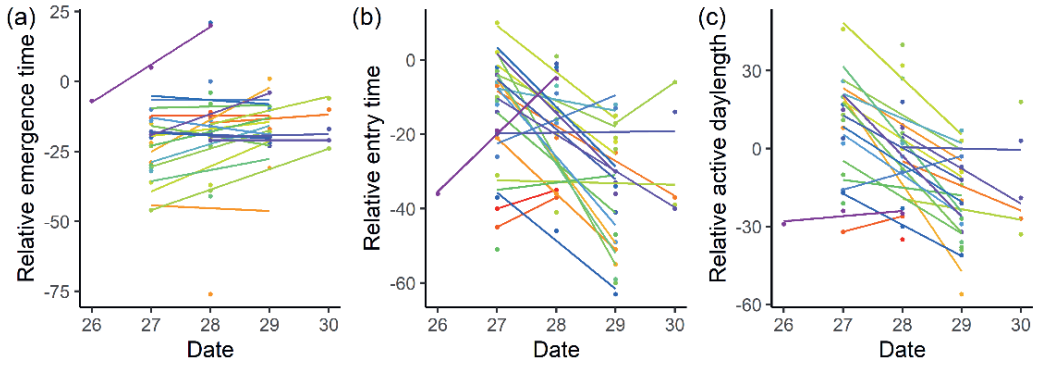 (a)
Relative emergence time
25
0
-25
-50
-75
26 27 28 29 30
Date
(b)
Relative entry time
0
-20
-40
-60
26 27 28 29 30
Date
(c)
Relative active daylength
30
0
-30
-60
26 27 28 29 30
Date